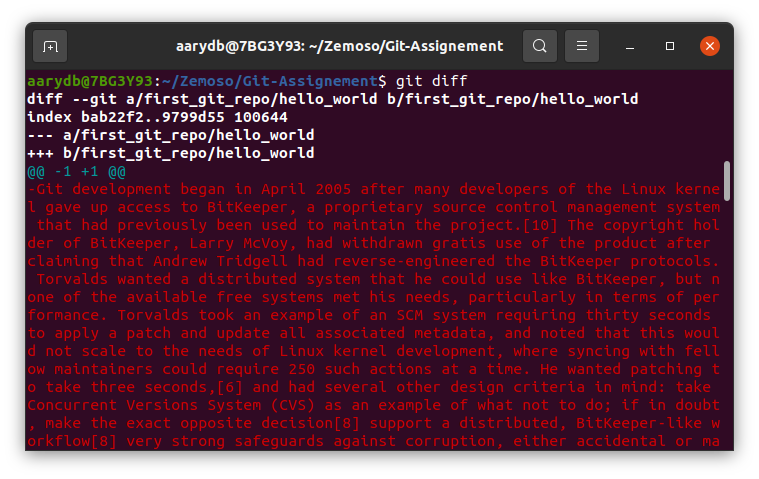 aarydb@7BG3Y93: ~/Zemoso/Git-Assignement
aarydb@7BG3Y93:~/Zemoso/Git-Assignement$ git diff
diff --git a/first_git_repo/hello_world b/first_git_repo/hello_world
index bab22f2..9799d55 100644
--- a/first_git_repo/hello_world
+++ b/first_git_repo/hello_world
@@ -1 +1 @@
-Git development began in April 2005 after many developers of the Linux kerne
l gave up access to BitKeeper, a proprietary source control management system
 that had previously been used to maintain the project.[10] The copyright hol
der of BitKeeper, Larry McVoy, had withdrawn gratis use of the product after
claiming that Andrew Tridgell had reverse-engineered the BitKeeper protocols.
 Torvalds wanted a distributed system that he could use like BitKeeper, but n
one of the available free systems met his needs, particularly in terms of per
formance. Torvalds took an example of an SCM system requiring thirty seconds
to apply a patch and update all associated metadata, and noted that this woul
d not scale to the needs of Linux kernel development, where syncing with fell
ow maintainers could require 250 such actions at a time. He wanted patching t
o take three seconds,[6] and had several other design criteria in mind: take
Concurrent Versions System (CVS) as an example of what not to do; if in doubt
, make the exact opposite decision[8] support a distributed, BitKeeper-like w
orkflow[8] very strong safeguards against corruption, either accidental or ma